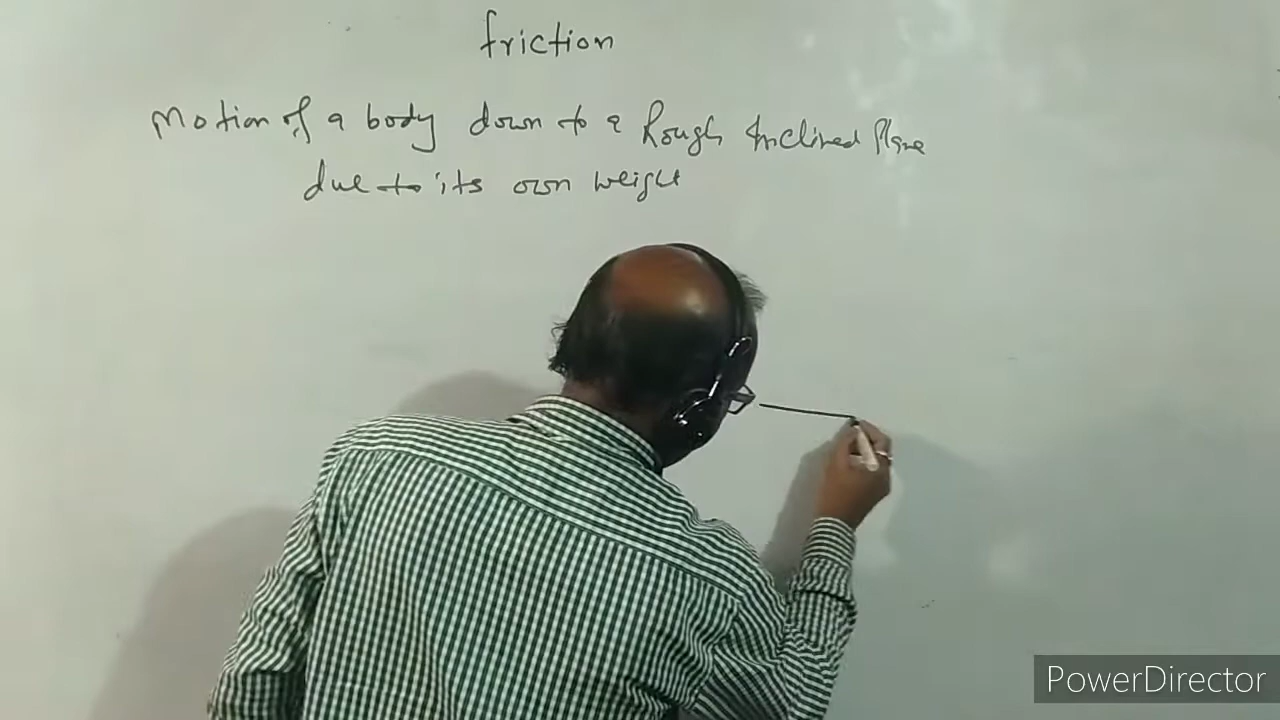 friction
Motion of a body down to a Rough Inclined Plane
due to its own weight
PowerDirector